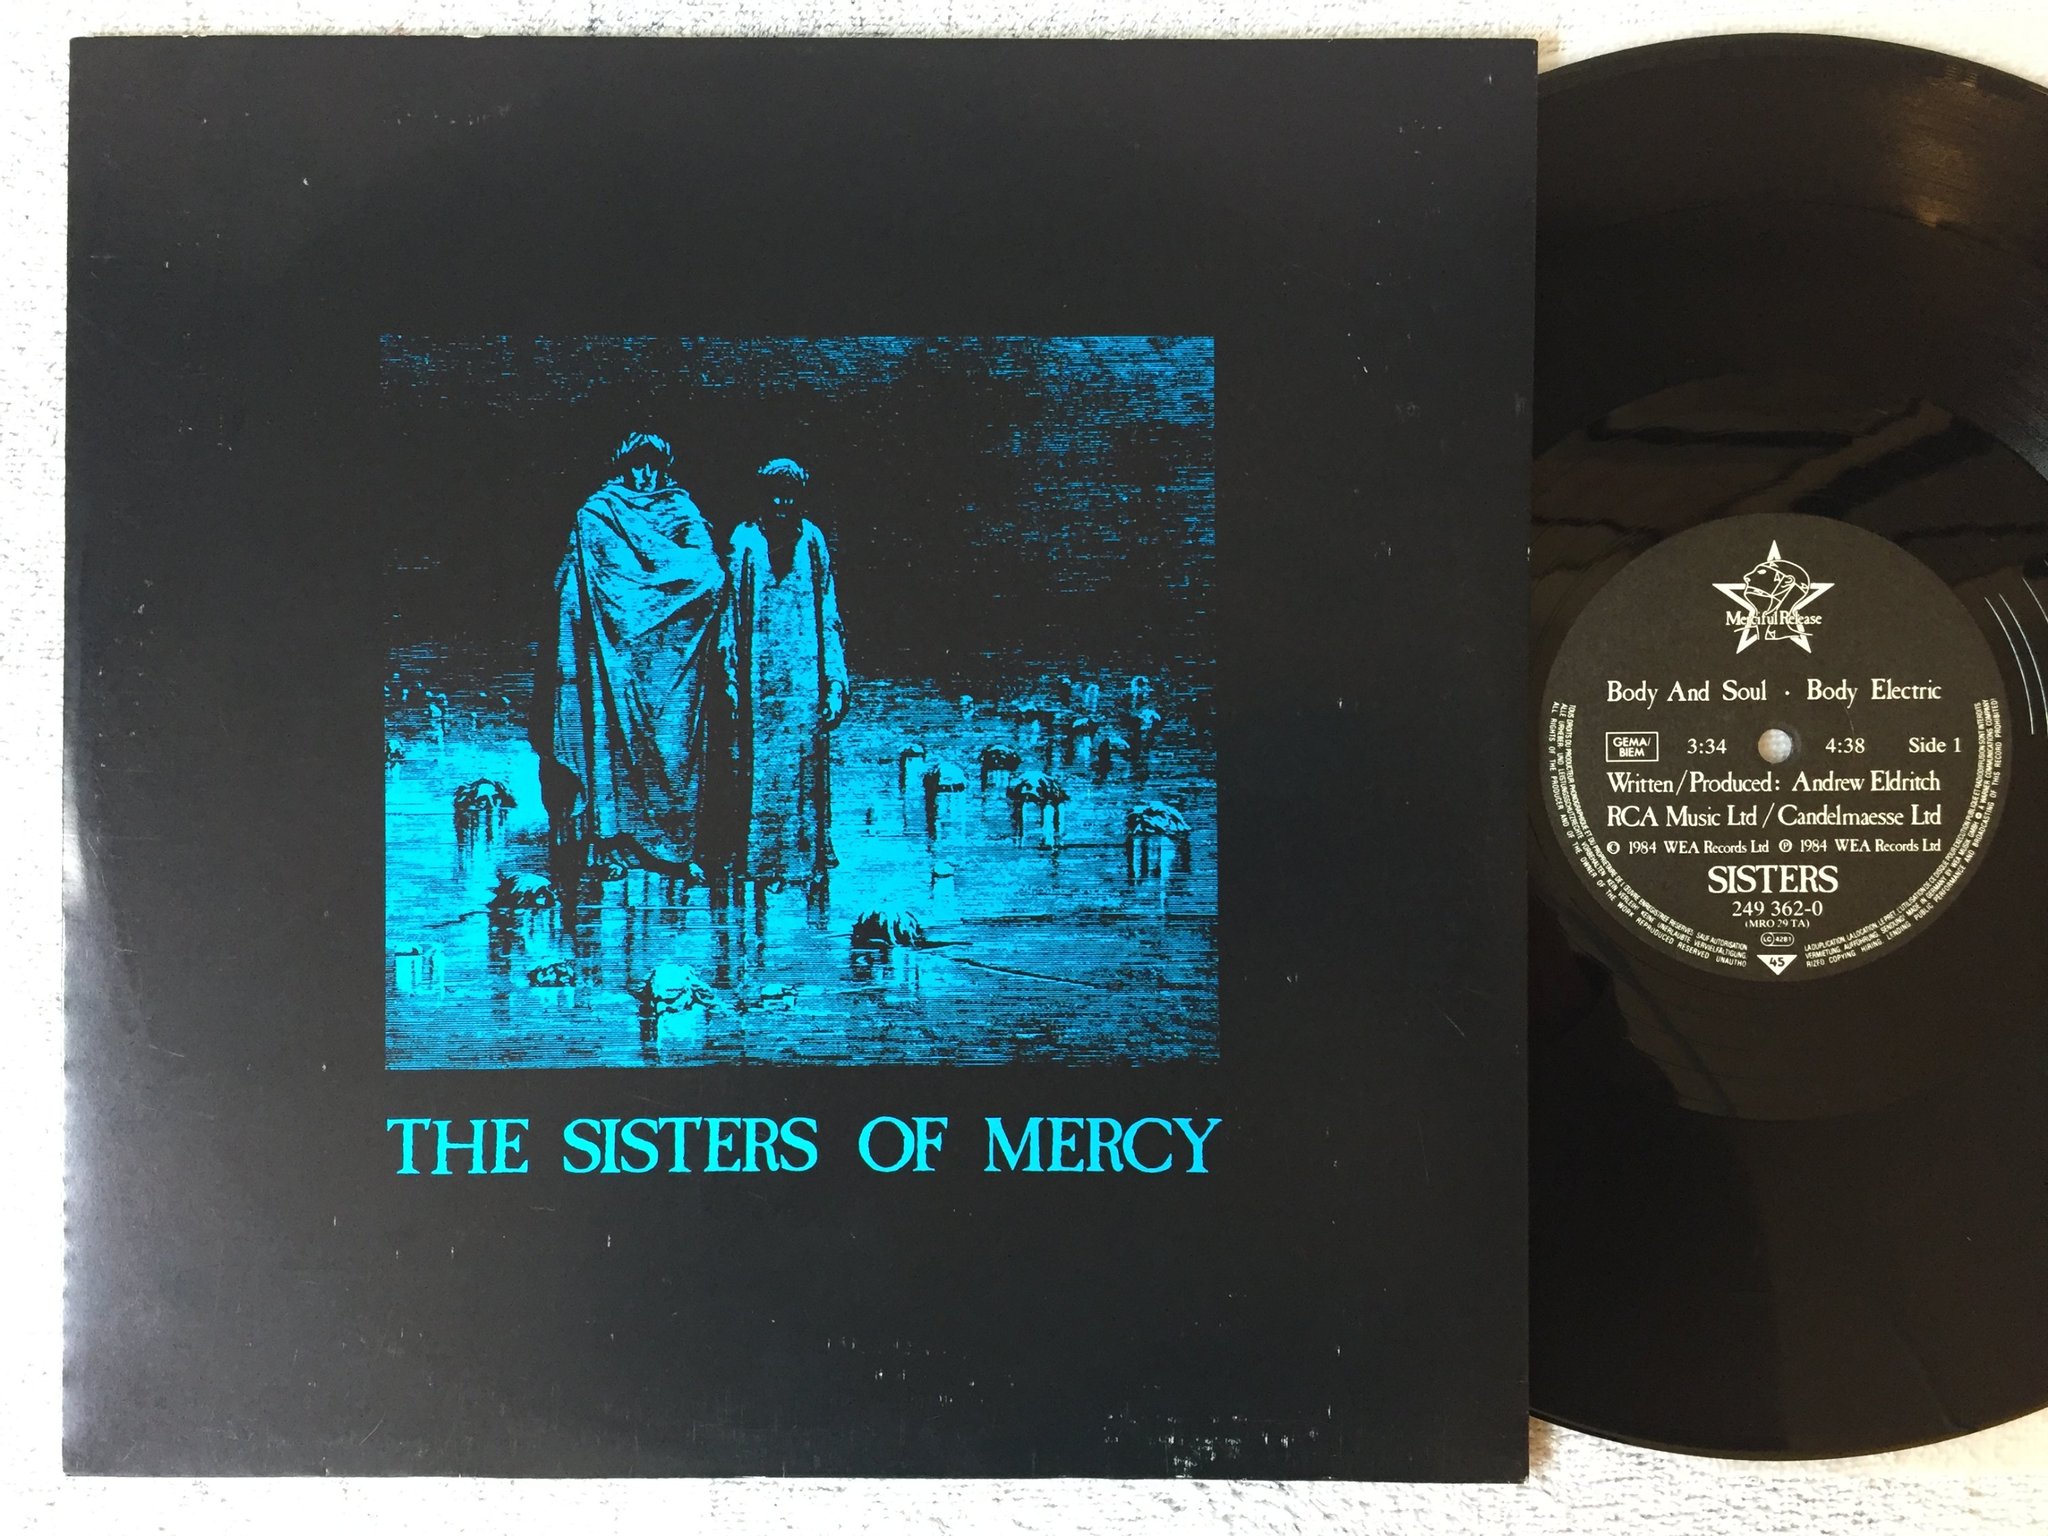 THE SISTERS OF MERCY
Merciful Release
Body And Soul · Body Electric
GEMA/
BIEM
3:34 4:38 Side 1
Written/Produced: Andrew Eldritch
RCA Music Ltd / Candelmaesse Ltd
© 1984 WEA Records Ltd ℗ 1984 WEA Records Ltd
SISTERS
249 362-0
(MRO 29 TA)
LC 4281
45